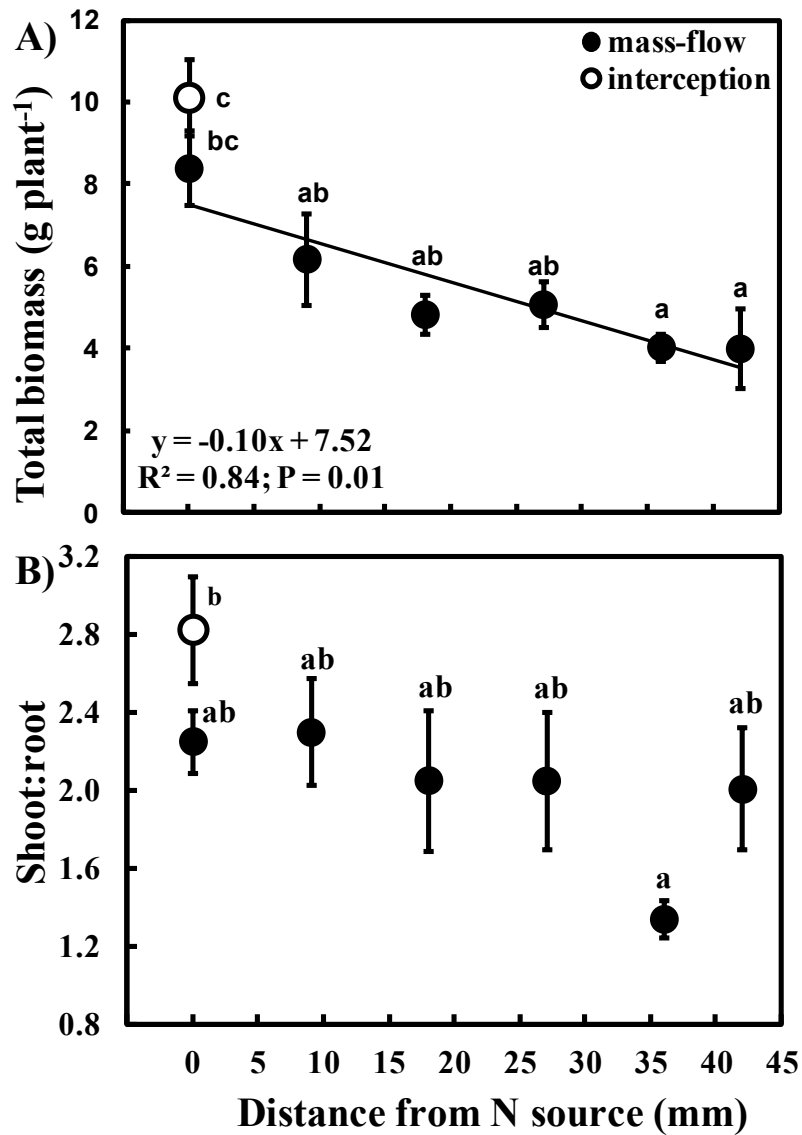 A)
12
10
8
6
4
2
0
Total biomass (g plant⁻¹)
mass-flow
interception
c
bc
ab
ab
ab
a
a
y = -0.10x + 7.52
R² = 0.84; P = 0.01
B)
3.2
2.8
2.4
2.0
1.6
1.2
0.8
Shoot:root
b
ab
ab
ab
ab
a
ab
0 5 10 15 20 25 30 35 40 45
Distance from N source (mm)